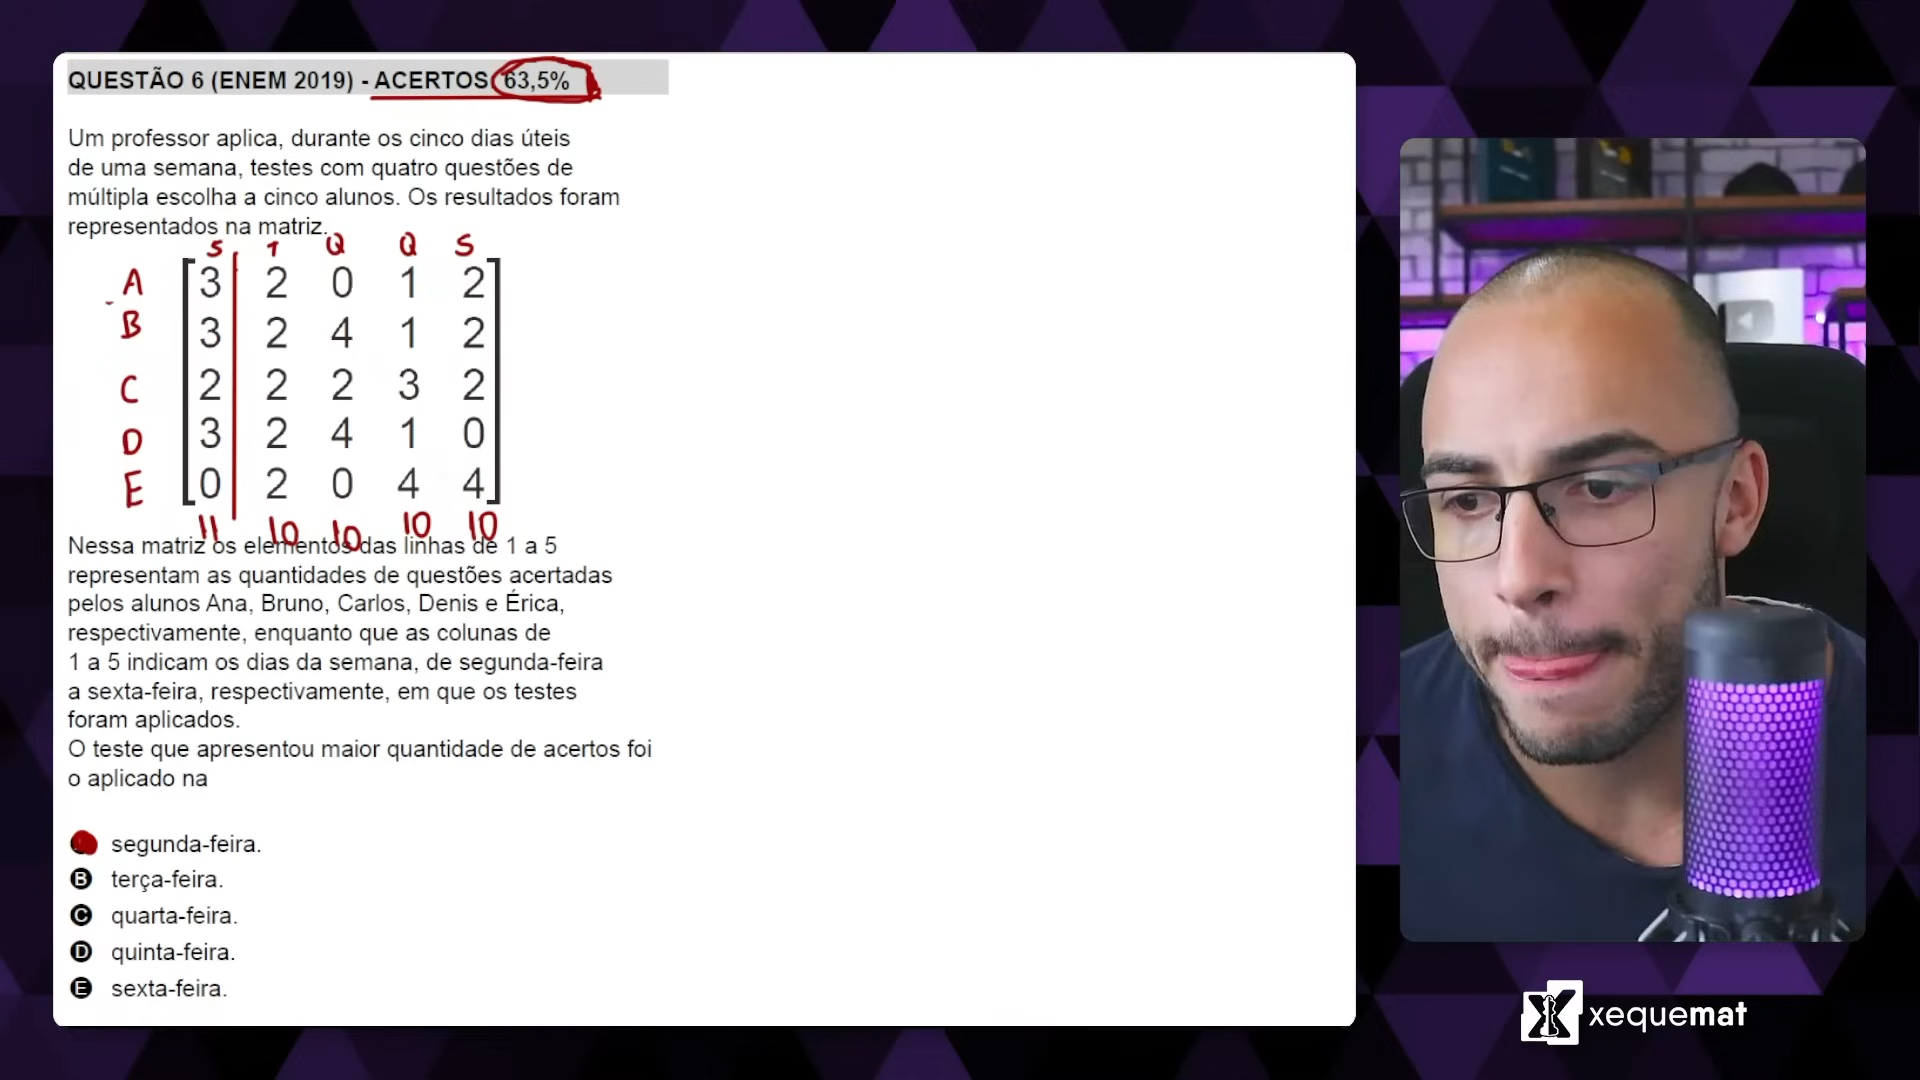 QUESTÃO 6 (ENEM 2019) - ACERTOS 63,5%
Um professor aplica, durante os cinco dias úteis
de uma semana, testes com quatro questões de
múltipla escolha a cinco alunos. Os resultados foram
representados na matriz.
S T Q Q S
A 3 2 0 1 2
B 3 2 4 1 2
C 2 2 2 3 2
D 3 2 4 1 0
E 0 2 0 4 4
11 10 10 10 10
Nessa matriz os elementos das linhas de 1 a 5
representam as quantidades de questões acertadas
pelos alunos Ana, Bruno, Carlos, Denis e Érica,
respectivamente, enquanto que as colunas de
1 a 5 indicam os dias da semana, de segunda-feira
a sexta-feira, respectivamente, em que os testes
foram aplicados.
O teste que apresentou maior quantidade de acertos foi
o aplicado na
segunda-feira.
B terça-feira.
C quarta-feira.
D quinta-feira.
E sexta-feira.
xequemat